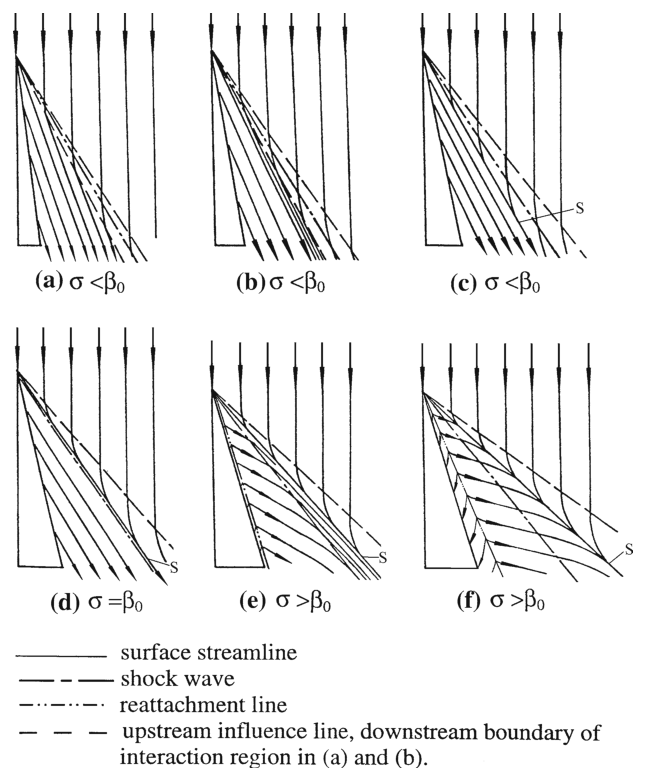 S
(a) σ <β₀
(b) σ <β₀
(c) σ <β₀
S
S
S
(d) σ =β₀
(e) σ >β₀
(f) σ >β₀
surface streamline
shock wave
reattachment line
upstream influence line, downstream boundary of
interaction region in (a) and (b).